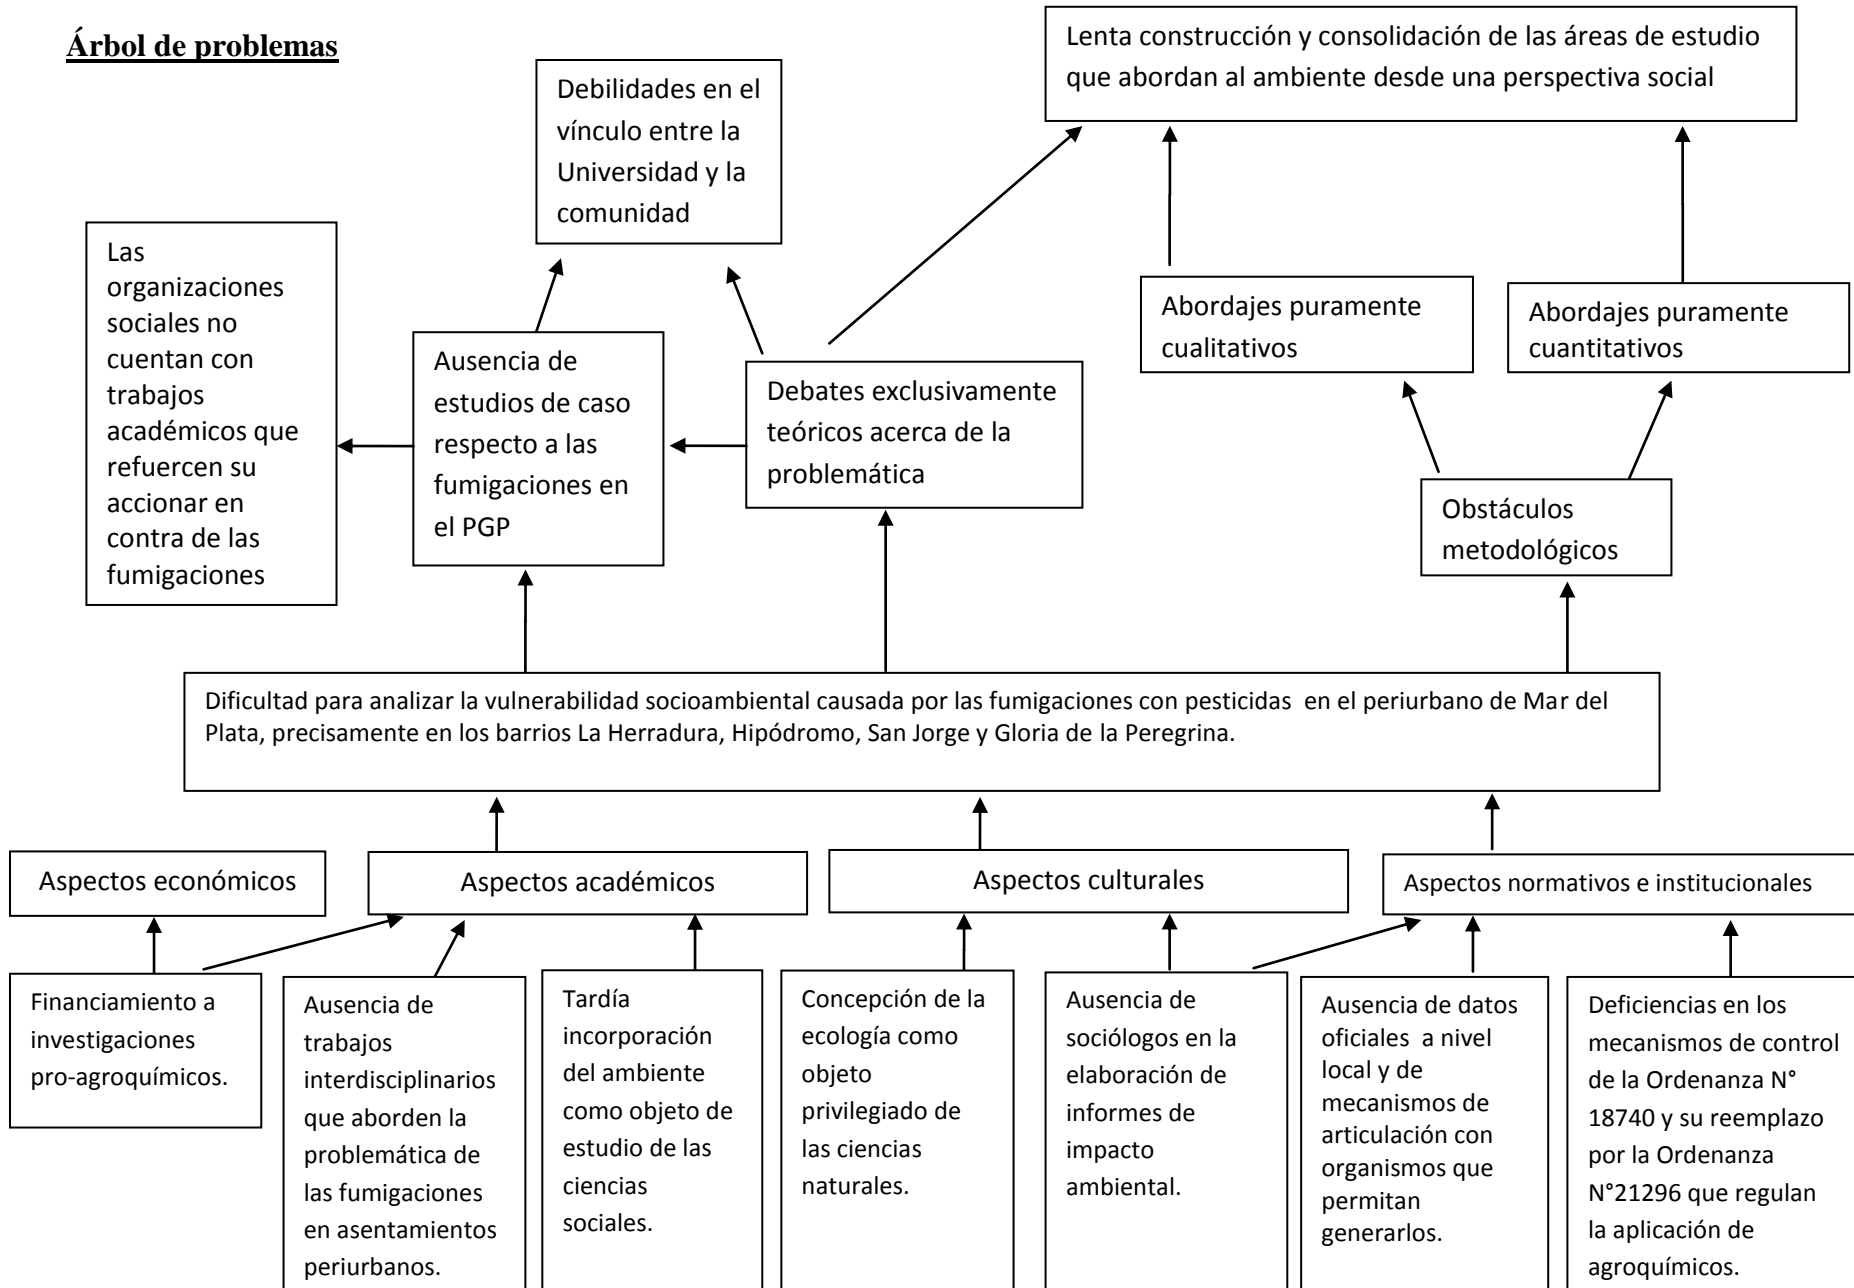 Árbol de problemas
Lenta construcción y consolidación de las áreas de estudio
que abordan al ambiente desde una perspectiva social
Debilidades en el
vínculo entre la
Universidad y la
comunidad
Las
organizaciones
sociales no
cuentan con
trabajos
académicos que
refuercen su
accionar en
contra de las
fumigaciones
Ausencia de
estudios de caso
respecto a las
fumigaciones en
el PGP
Debates exclusivamente
teóricos acerca de la
problemática
Abordajes puramente
cualitativos
Abordajes puramente
cuantitativos
Obstáculos
metodológicos
Dificultad para analizar la vulnerabilidad socioambiental causada por las fumigaciones con pesticidas en el periurbano de Mar del
Plata, precisamente en los barrios La Herradura, Hipódromo, San Jorge y Gloria de la Peregrina.
Aspectos económicos
Aspectos académicos
Aspectos culturales
Aspectos normativos e institucionales
Financiamiento a
investigaciones
pro-agroquímicos.
Ausencia de
trabajos
interdisciplinarios
que aborden la
problemática de
las fumigaciones
en asentamientos
periurbanos.
Tardía
incorporación
del ambiente
como objeto de
estudio de las
ciencias
sociales.
Concepción de la
ecología como
objeto
privilegiado de
las ciencias
naturales.
Ausencia de
sociólogos en la
elaboración de
informes de
impacto
ambiental.
Ausencia de datos
oficiales a nivel
local y de
mecanismos de
articulación con
organismos que
permitan
generarlos.
Deficiencias en los
mecanismos de control
de la Ordenanza N°
18740 y su reemplazo
por la Ordenanza
N°21296 que regulan
la aplicación de
agroquímicos.